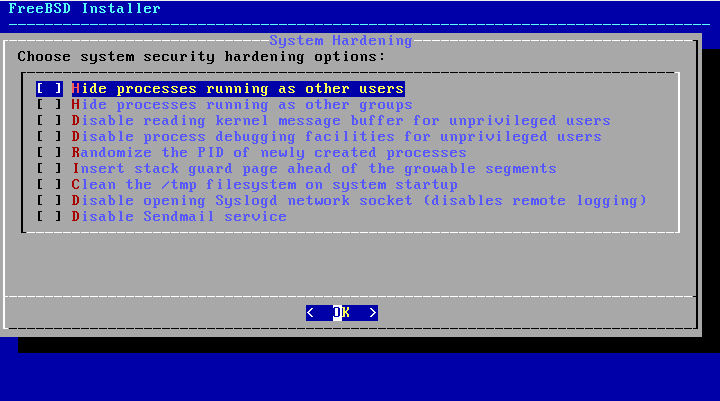 FreeBSD Installer
System Hardening
Choose system security hardening options:
[ ] Hide processes running as other users
[ ] Hide processes running as other groups
[ ] Disable reading kernel message buffer for unprivileged users
[ ] Disable process debugging facilities for unprivileged users
[ ] Randomize the PID of newly created processes
[ ] Insert stack guard page ahead of the growable segments
[ ] Clean the /tmp filesystem on system startup
[ ] Disable opening Syslogd network socket (disables remote logging)
[ ] Disable Sendmail service
<  OK  >